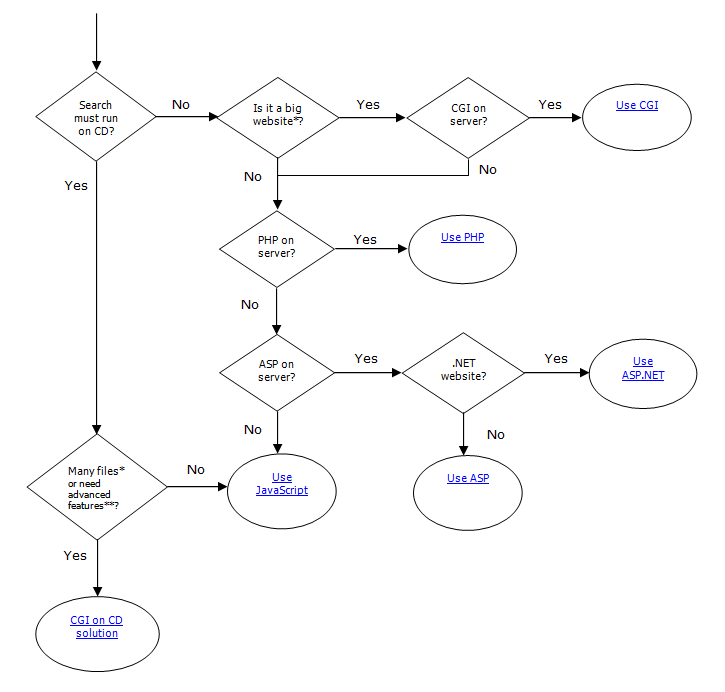 Search
must run
on CD?
No
Is it a big
website*?
Yes
CGI on
server?
Yes
Use CGI
Yes
No
No
PHP on
server?
Yes
Use PHP
No
ASP on
server?
Yes
.NET
website?
Yes
Use
ASP.NET
No
No
Many files*
or need
advanced
features**?
No
Use
JavaScript
Use ASP
Yes
CGI on CD
solution